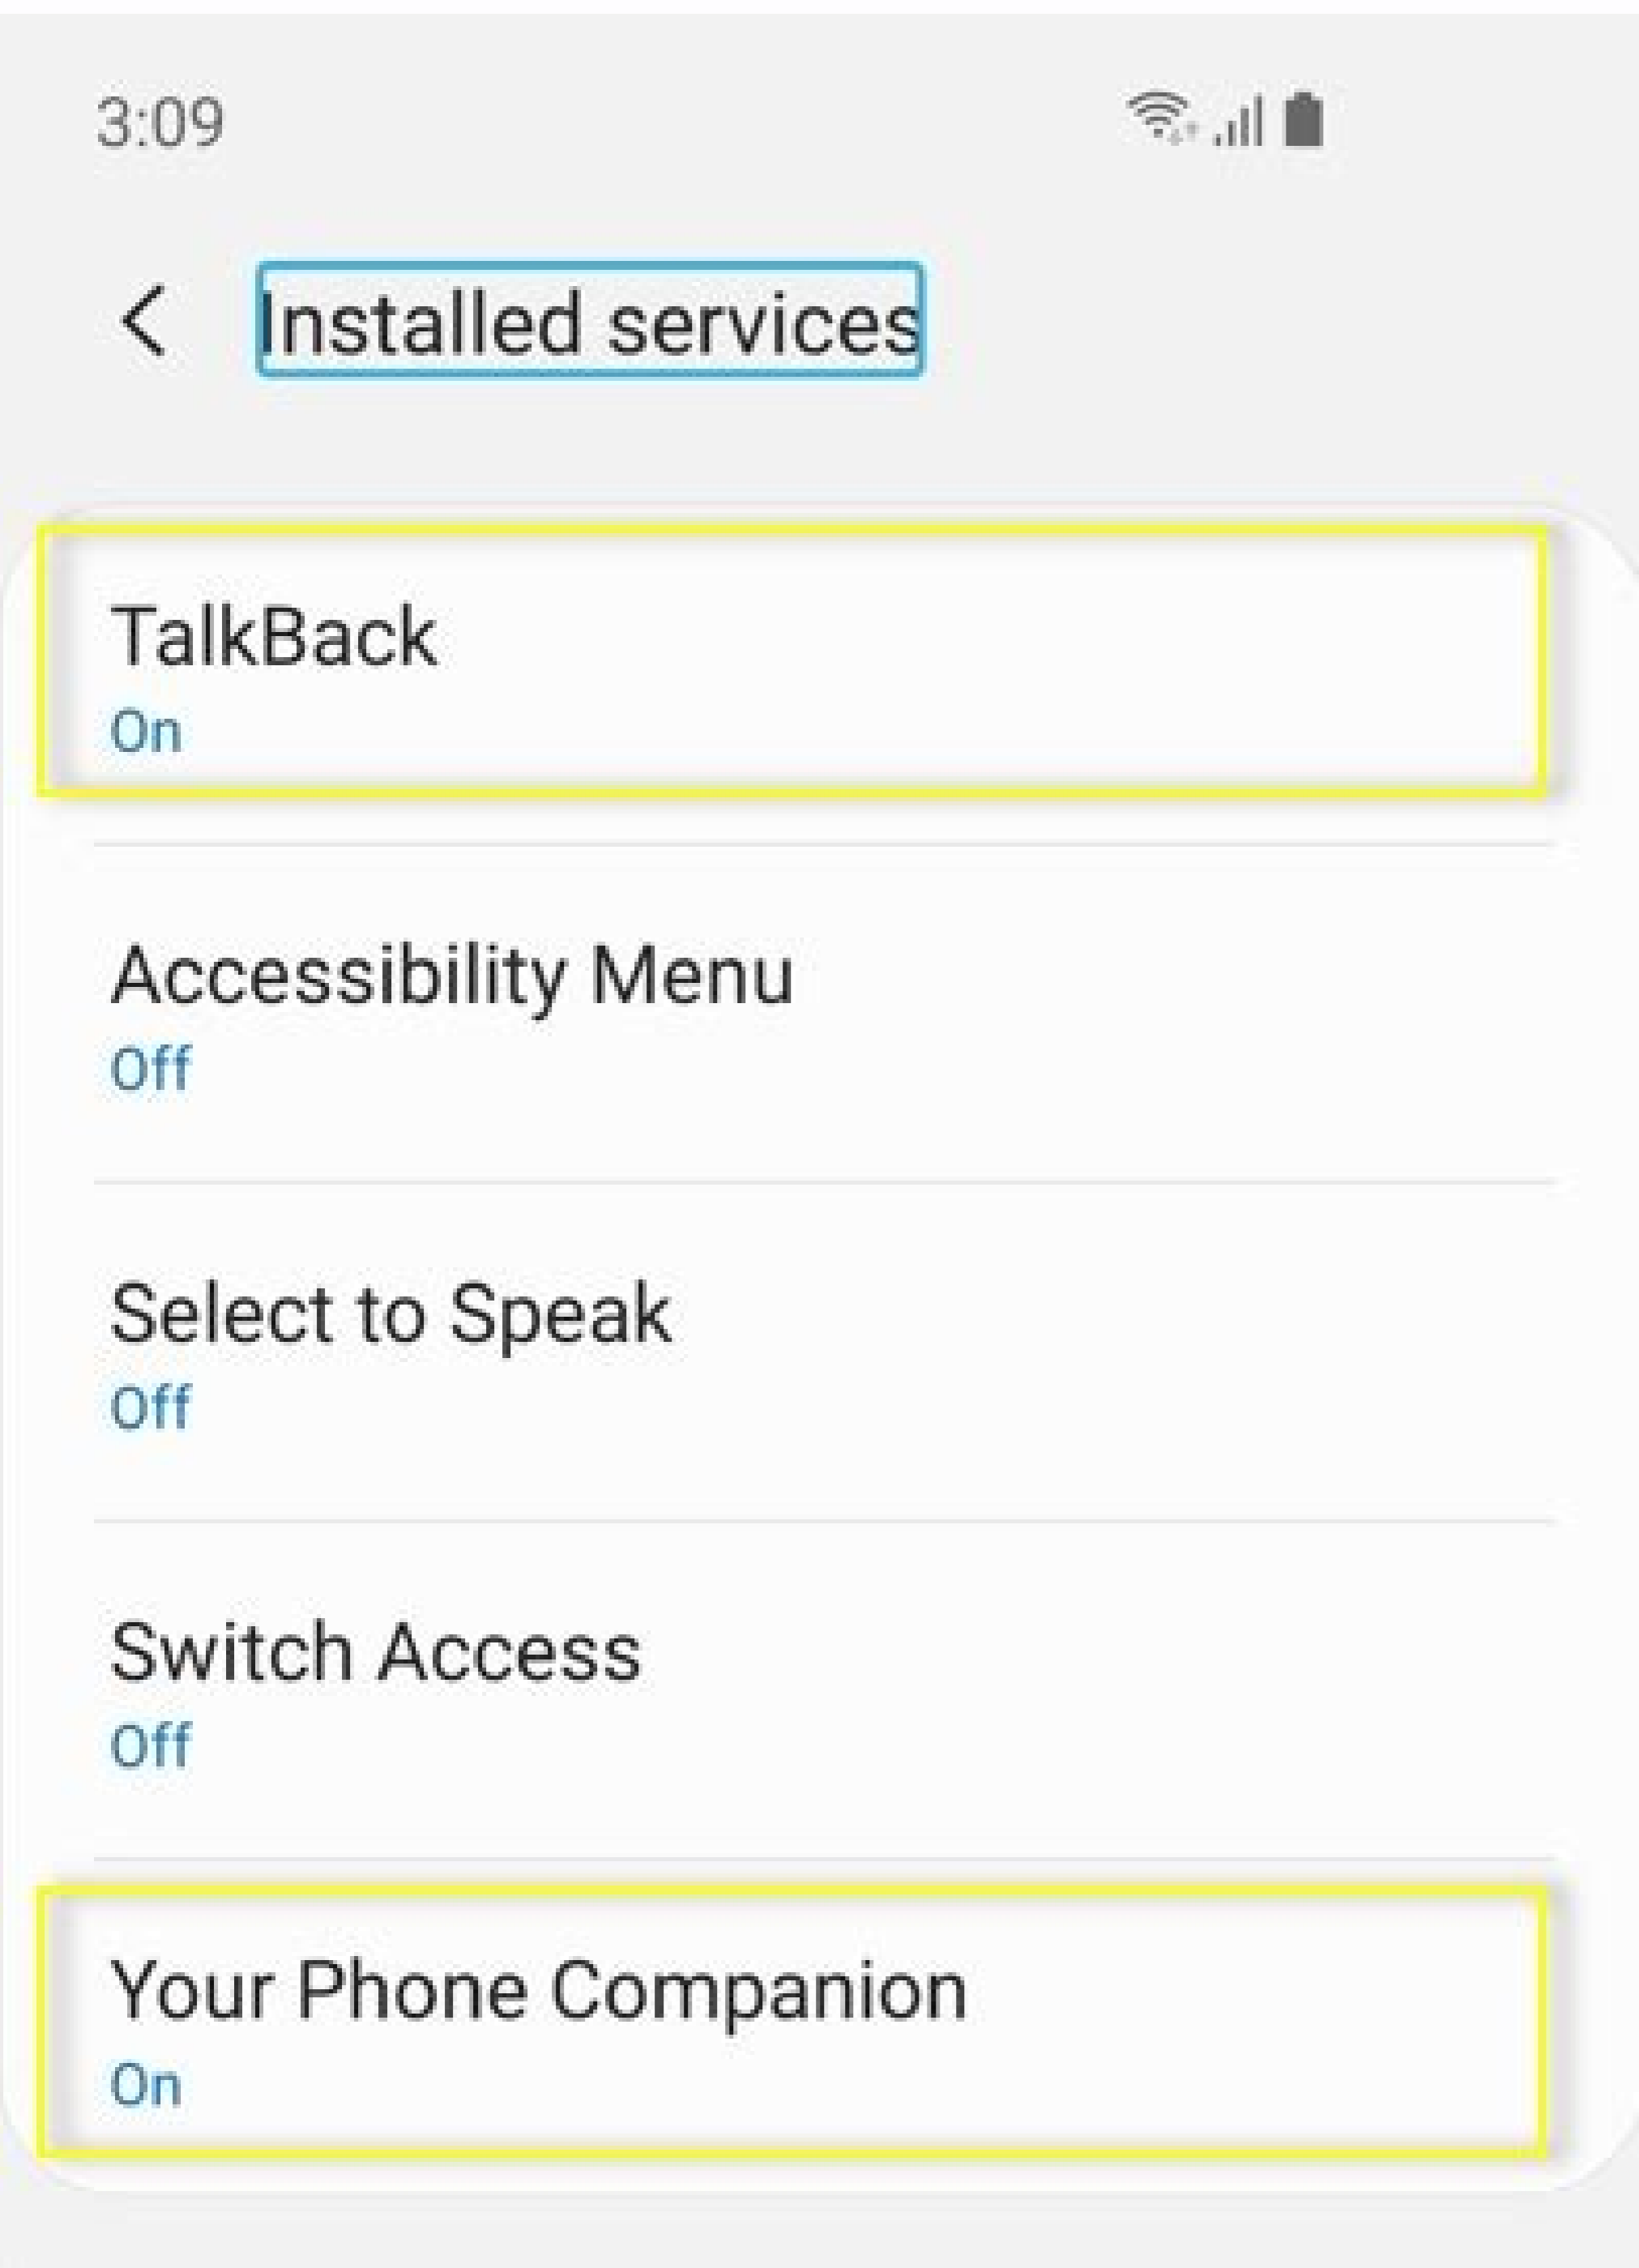 3:09
Installed services
TalkBack
On
Accessibility Menu
Off
Select to Speak
Off
Switch Access
Off
Your Phone Companion
On